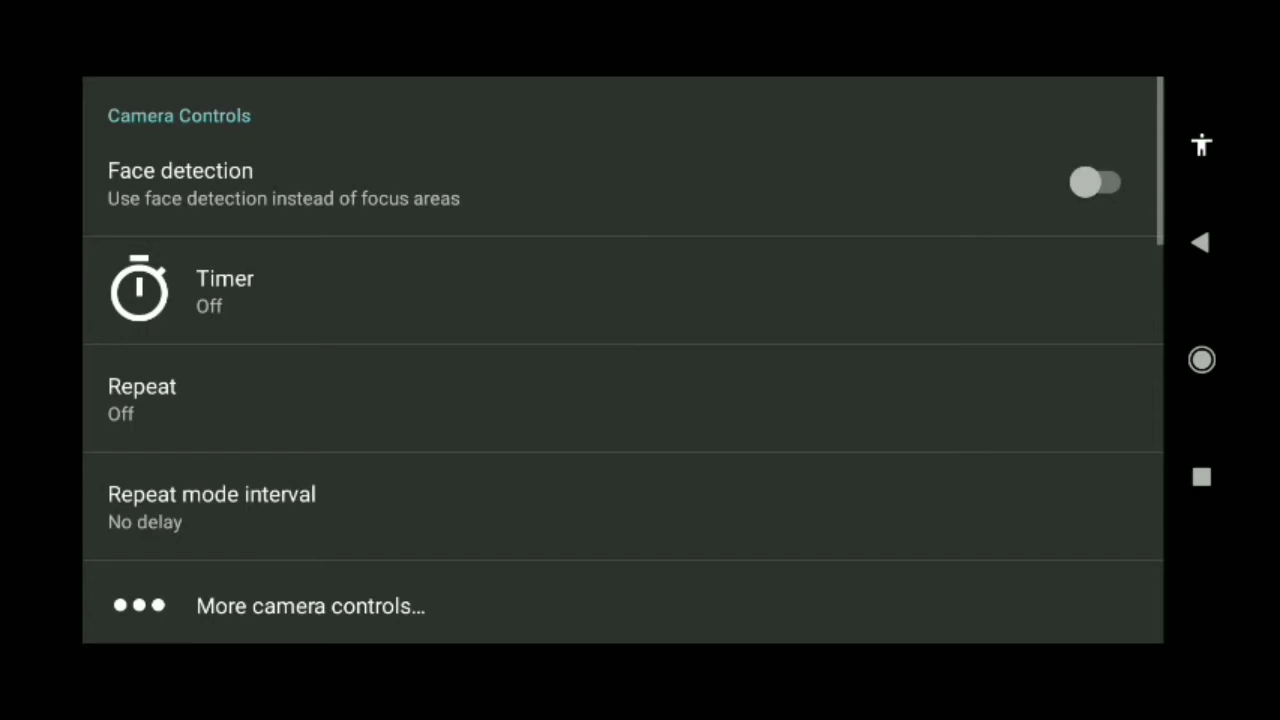 Camera Controls
Face detection
Use face detection instead of focus areas
Timer
Off
Repeat
Off
Repeat mode interval
No delay
More camera controls...